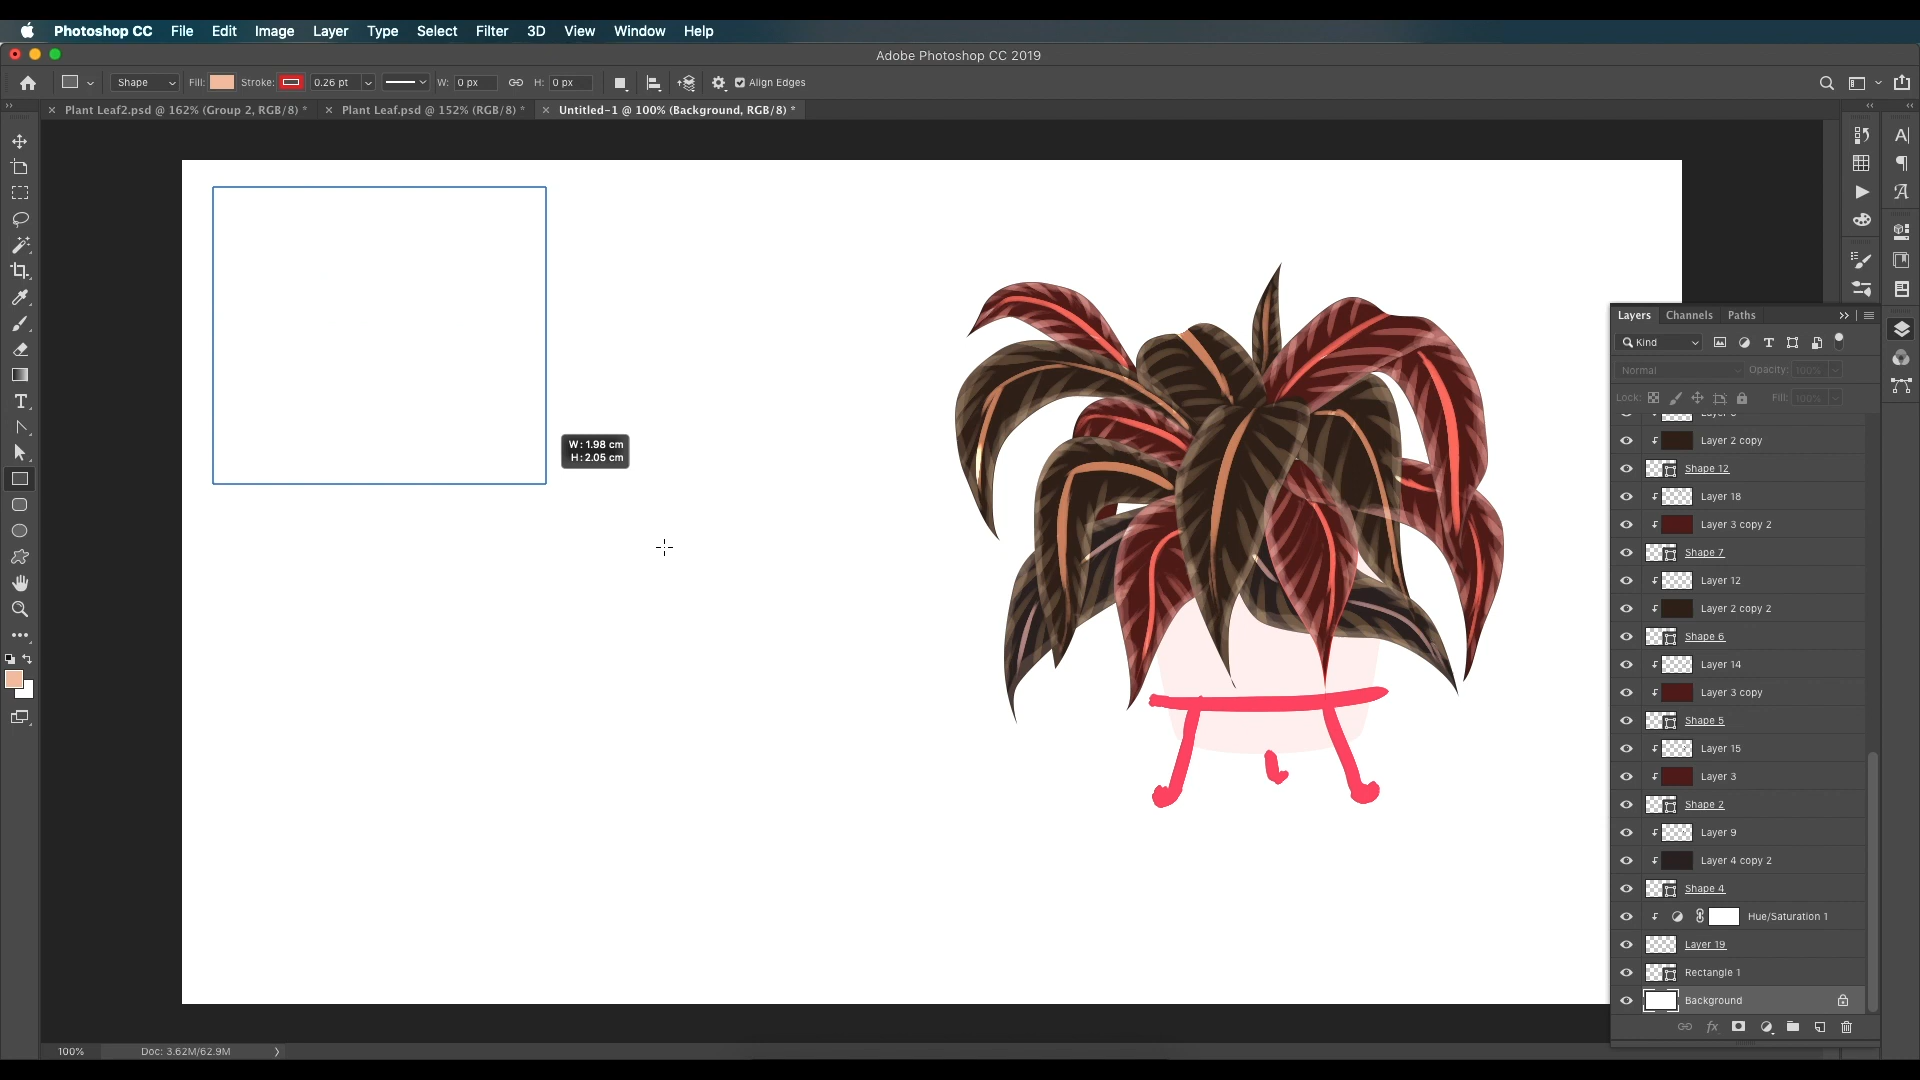 Photoshop CC File Edit Image Layer Type Select Filter 3D View Window Help
Adobe Photoshop CC 2019
Shape Fill: Stroke: 0.26 pt W: 0 px H: 0 px Align Edges
Plant Leaf2.psd @ 162% (Group 2, RGB/8) * Plant Leaf.psd @ 152% (RGB/8) * Untitled-1 @ 100% (Background, RGB/8) *
W: 1.98 cm
H: 2.05 cm
Layers Channels Paths
Kind
Normal Opacity: 100%
Lock: Fill: 100%
Layer 2 copy
Shape 12
Layer 18
Layer 3 copy 2
Shape 7
Layer 12
Layer 2 copy 2
Shape 6
Layer 14
Layer 3 copy
Shape 5
Layer 15
Layer 3
Shape 2
Layer 9
Layer 4 copy 2
Shape 4
Hue/Saturation 1
Layer 19
Rectangle 1
Background
fx
100% Doc: 3.62M/62.9M